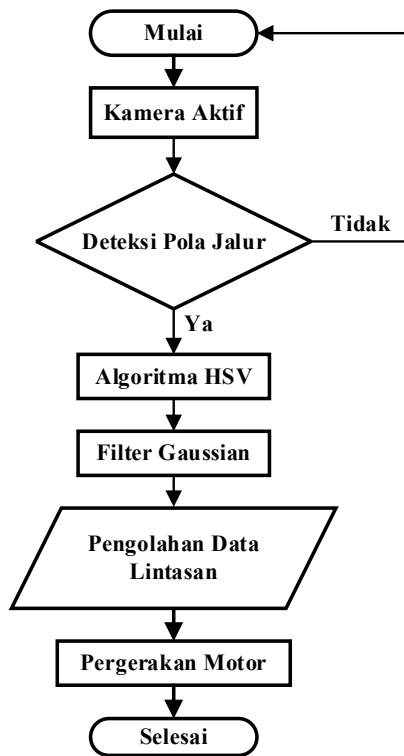 Mulai
Kamera Aktif
Deteksi Pola Jalur
Tidak
Ya
Algoritma HSV
Filter Gaussian
Pengolahan Data
Lintasan
Pergerakan Motor
Selesai